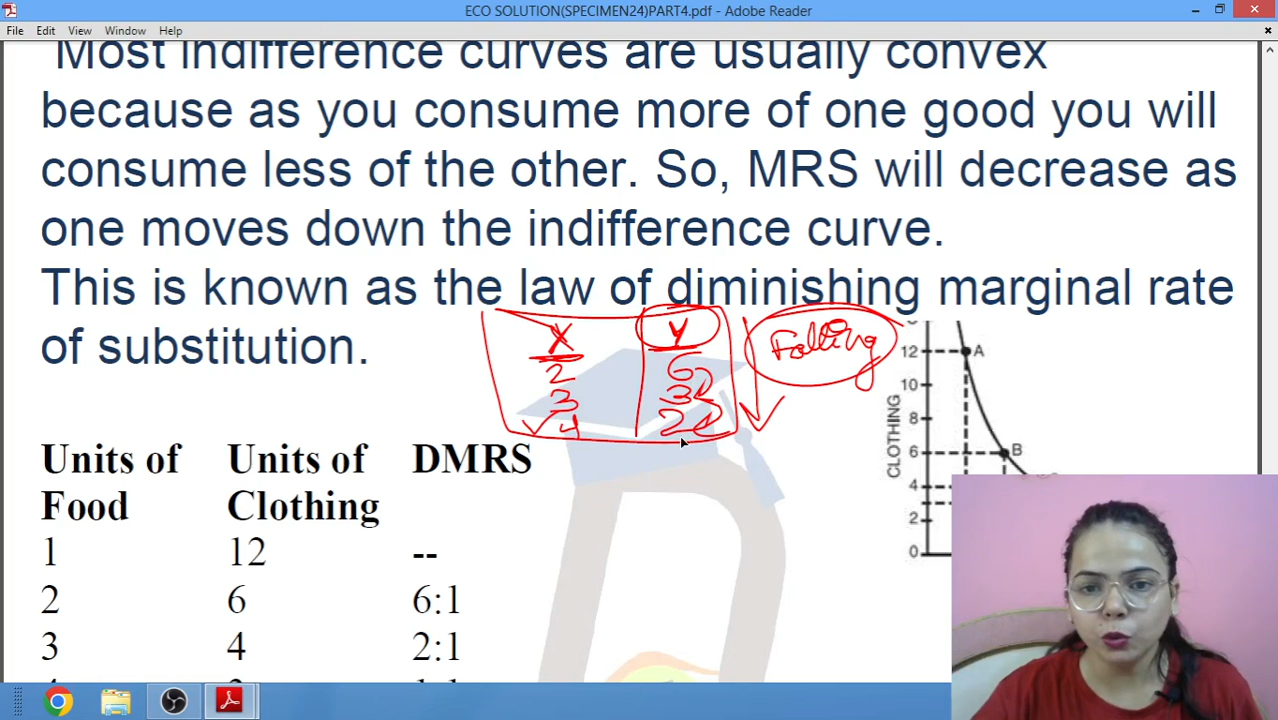 ECO SOLUTION(SPECIMEN24)PART4.pdf - Adobe Reader
File Edit View Window Help
Most indifference curves are usually convex
because as you consume more of one good you will
consume less of the other. So, MRS will decrease as
one moves down the indifference curve.
This is known as the law of diminishing marginal rate
of substitution.
X Y
2 6
3 3
4 2
Falling
Units of Food Units of Clothing DMRS
1 12 --
2 6 6:1
3 4 2:1
CLOTHING
12 A
10
8
6 B
4
2
0